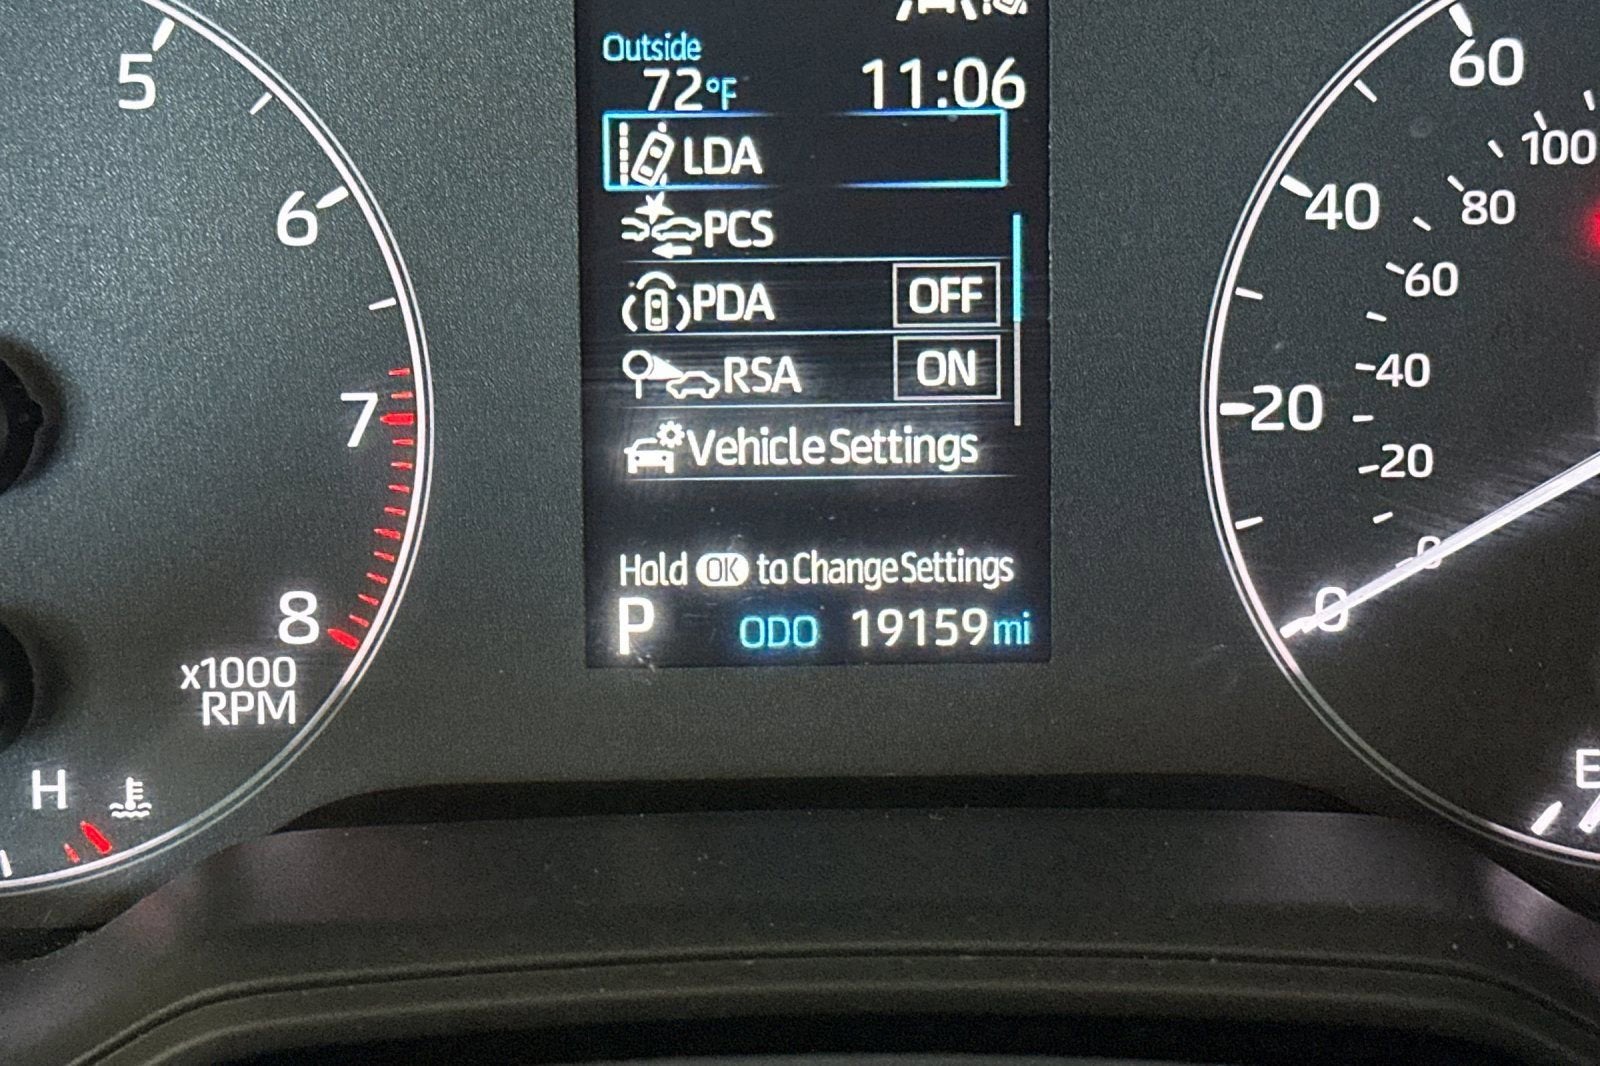 5
6
7
8
x1000
RPM
H
Outside
72°F 11:06
LDA
PCS
PDA OFF
RSA ON
Vehicle Settings
Hold OK to Change Settings
P ODO 19159 mi
60
40
20
0
100
80
60
40
20
0
E